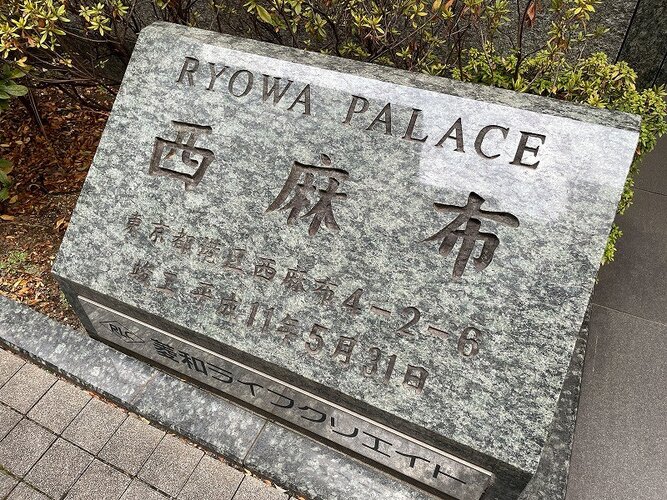 RYOWA PALACE
西麻布
東京都港区西麻布4-2-6
竣工 平成11年5月31日
RLC 菱和ライフクリエイト